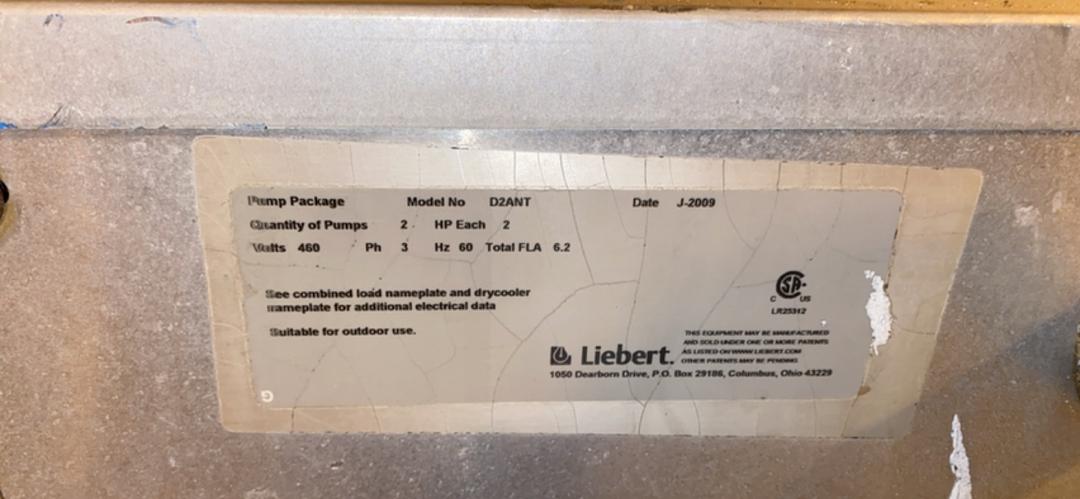 Pump Package Model No D2ANT Date J-2009
Quantity of Pumps 2 HP Each 2
Volts 460 Ph 3 Hz 60 Total FLA 6.2
See combined load nameplate and drycooler
nameplate for additional electrical data
Suitable for outdoor use.
SA
C US
LR25312
THIS EQUIPMENT MAY BE MANUFACTURED
AND SOLD UNDER ONE OR MORE PATENTS
AS LISTED ON WWW.LIEBERT.COM
OTHER PATENTS MAY BE PENDING
Liebert.
1050 Dearborn Drive, P.O. Box 29186, Columbus, Ohio 43229
G